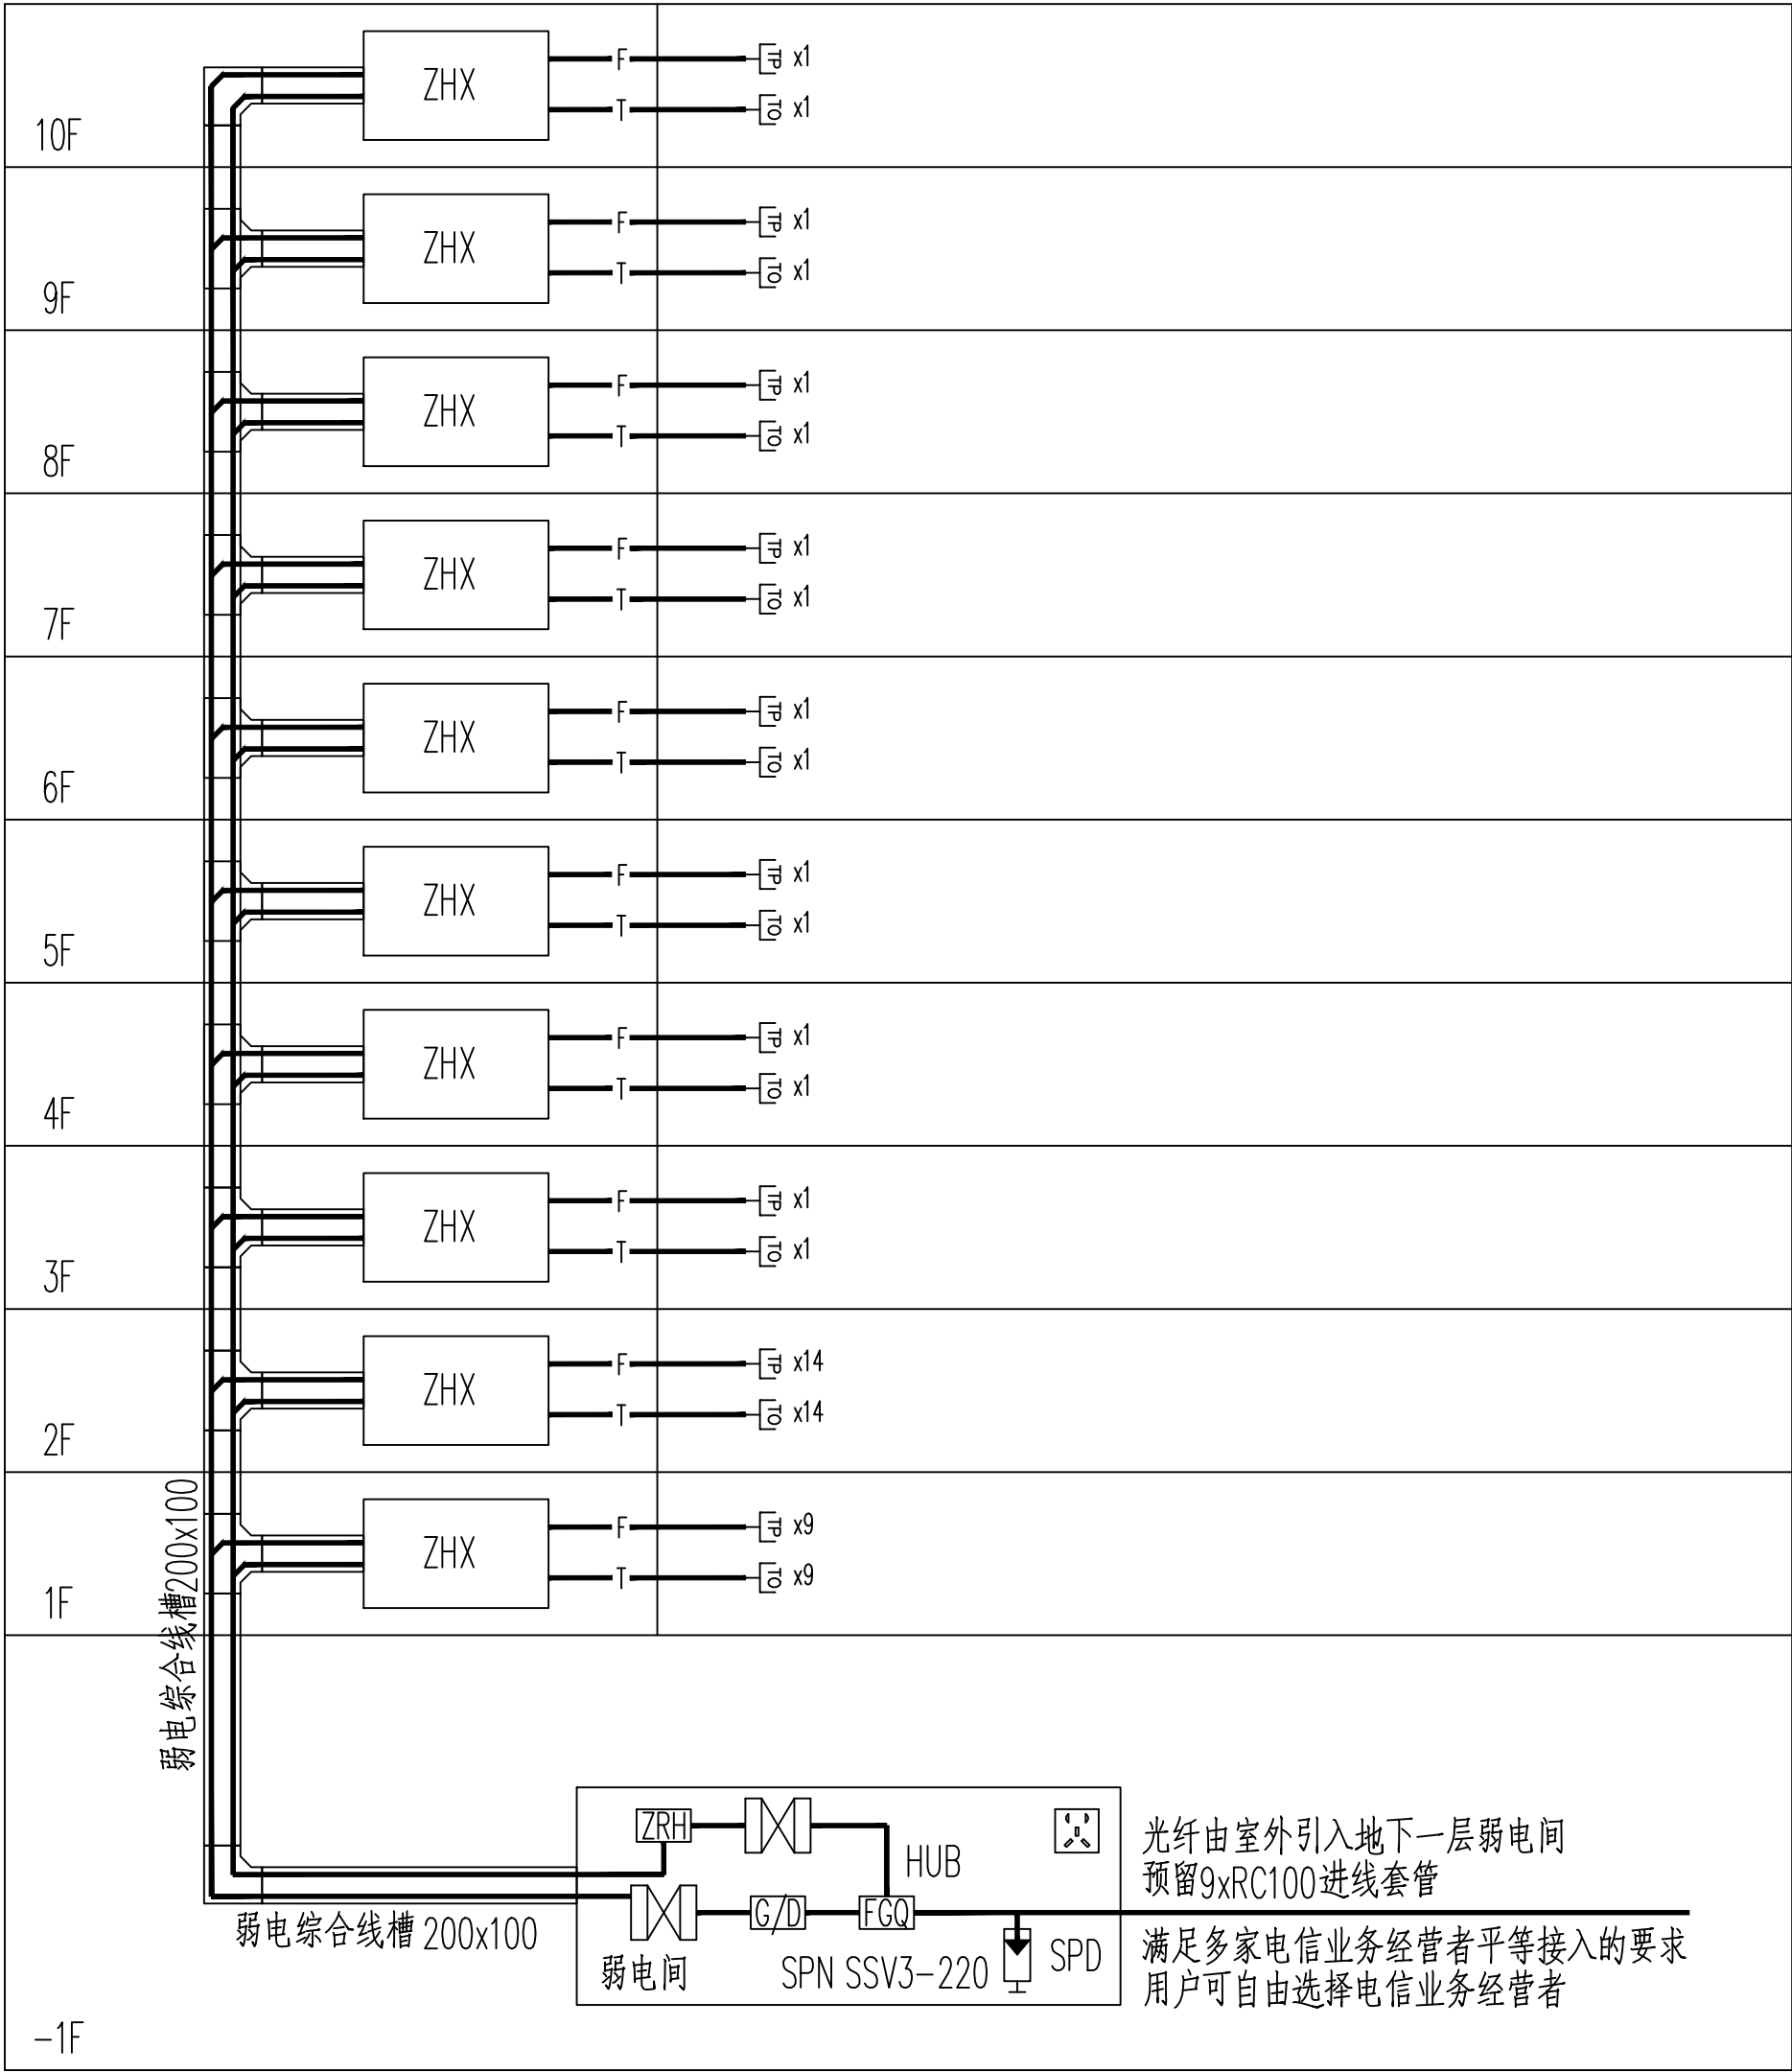 10F
ZHX
F
TP x1
T
TO x1
9F
ZHX
F
TP x1
T
TO x1
8F
ZHX
F
TP x1
T
TO x1
7F
ZHX
F
TP x1
T
TO x1
6F
ZHX
F
TP x1
T
TO x1
5F
ZHX
F
TP x1
T
TO x1
4F
ZHX
F
TP x1
T
TO x1
3F
ZHX
F
TP x1
T
TO x1
2F
ZHX
F
TP x14
T
TO x14
1F
ZHX
F
TP x9
T
TO x9
弱电综合线槽200x100
-1F
弱电综合线槽 200x100
ZRH
HUB
G/D
FGQ
弱电间
SPN SSV3-220
SPD
光纤由室外引入地下一层弱电间
预留9xRC100进线套管
满足多家电信业务经营者平等接入的要求
用户可自由选择电信业务经营者